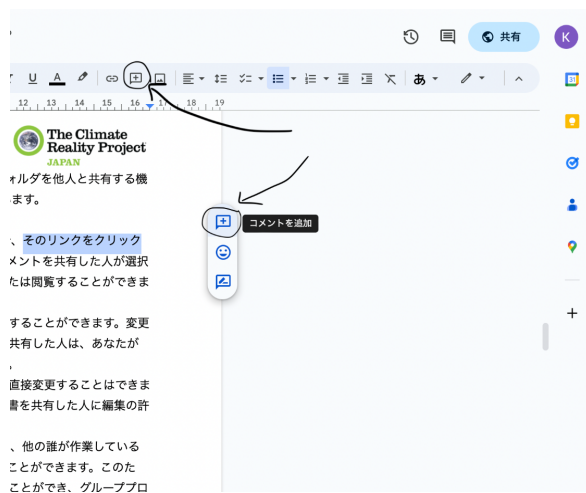 共有
K
U A
あ
12 13 14 15 16 17 18 19
31
The Climate
Reality Project
JAPAN
ォルダを他人と共有する機
ます。
コメントを追加
、そのリンクをクリック
メントを共有した人が選択
たは閲覧することができま
することができます。変更
共有した人は、あなたが
。
直接変更することはできま
書を共有した人に編集の許
、他の誰が作業している
ことができます。このた
ことができ、グループプロ